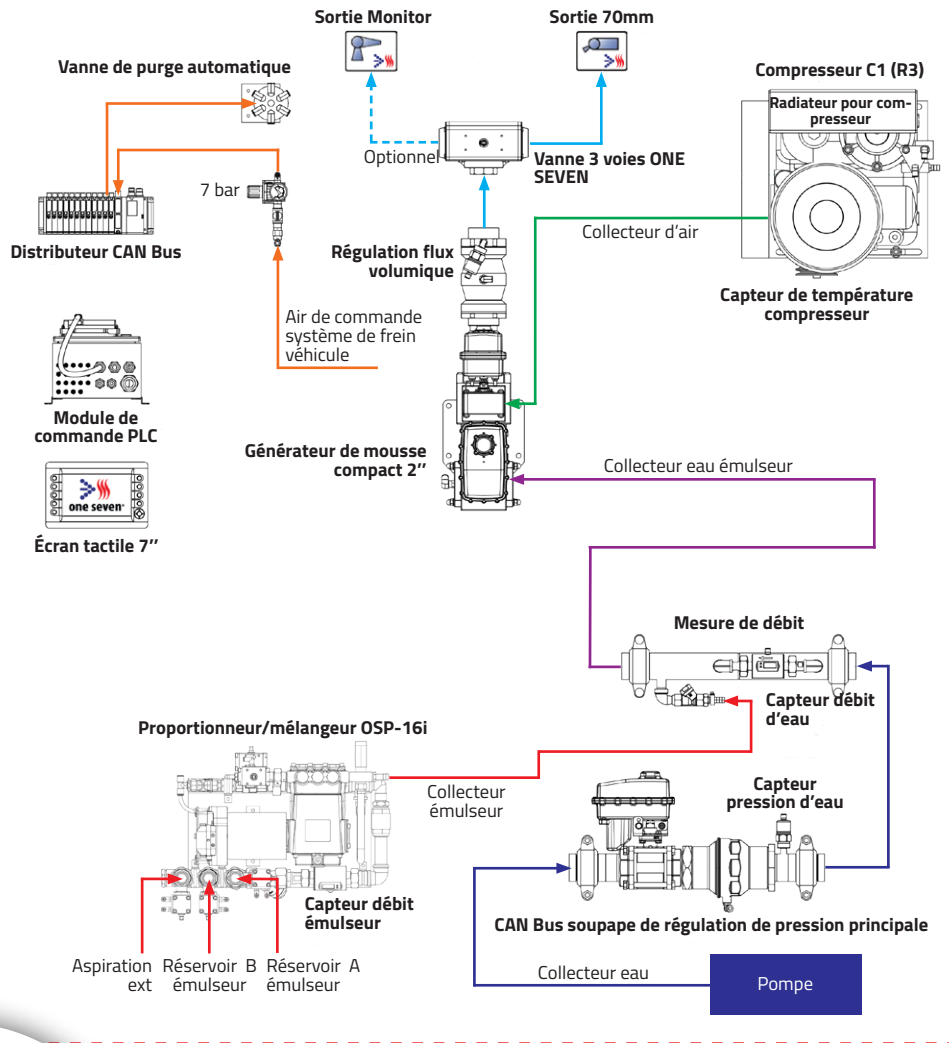 Sortie Monitor
Sortie 70mm
Vanne de purge automatique
Compresseur C1 (R3)
Radiateur pour com-
presseur
Optionnel
Vanne 3 voies ONE
SEVEN
7 bar
Distributeur CAN Bus
Régulation flux
volumique
Collecteur d'air
Capteur de température
compresseur
Air de commande
système de frein
véhicule
Module de
commande PLC
Générateur de mousse
compact 2’’
Collecteur eau émulseur
one seven
Écran tactile 7’’
Mesure de débit
Capteur débit
d'eau
Proportionneur/mélangeur OSP-16i
Collecteur
émulseur
Capteur
pression d'eau
Capteur débit
émulseur
CAN Bus soupape de régulation de pression principale
Aspiration
ext
Réservoir B
émulseur
Réservoir A
émulseur
Collecteur eau
Pompe